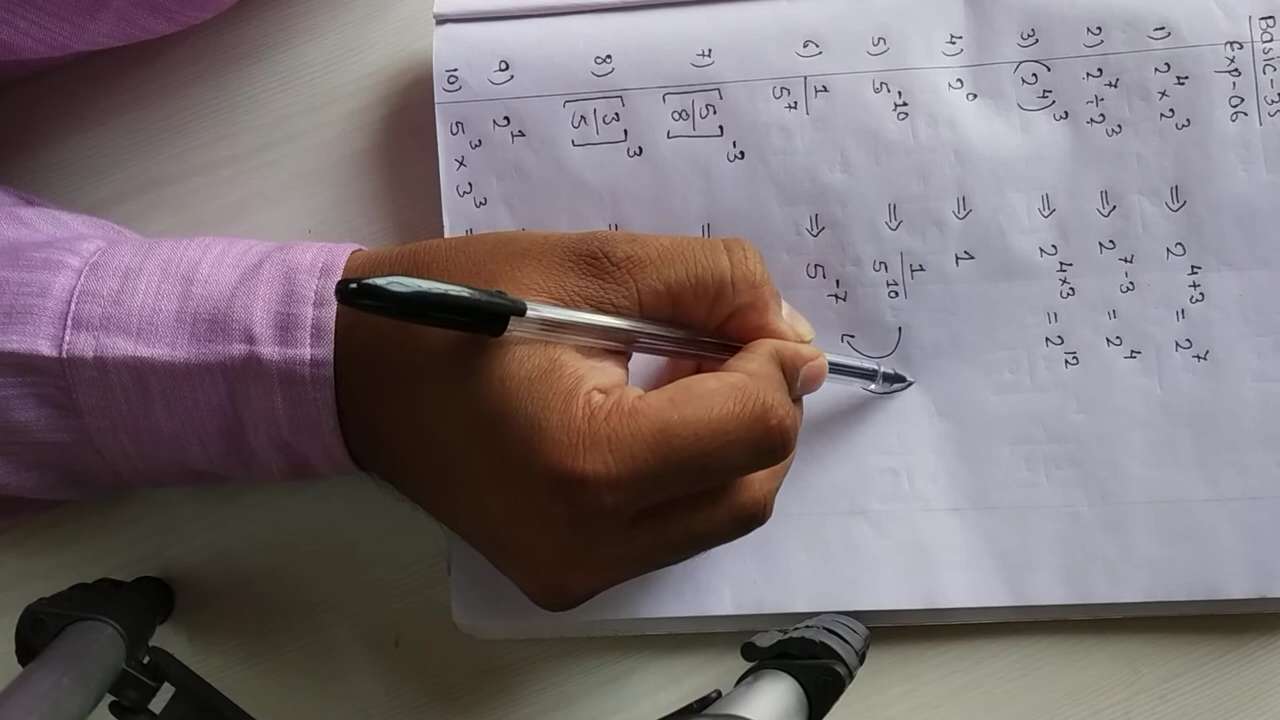 Basic-3
Exp-06
1) 2⁴ × 2³ ⇒ 2⁴⁺³ = 2⁷
2) 2⁷ ÷ 2³ ⇒ 2⁷⁻³ = 2⁴
3) (2⁴)³ ⇒ 2⁴ˣ³ = 2¹²
4) 2⁰ ⇒ 1
5) 5⁻¹⁰ ⇒ 1/5¹⁰
6) 1/5⁷ ⇒ 5⁻⁷
7) [5/8]⁻³ =
8) [3/5]³ =
9) 2¹
10) 5³ × 3³ =